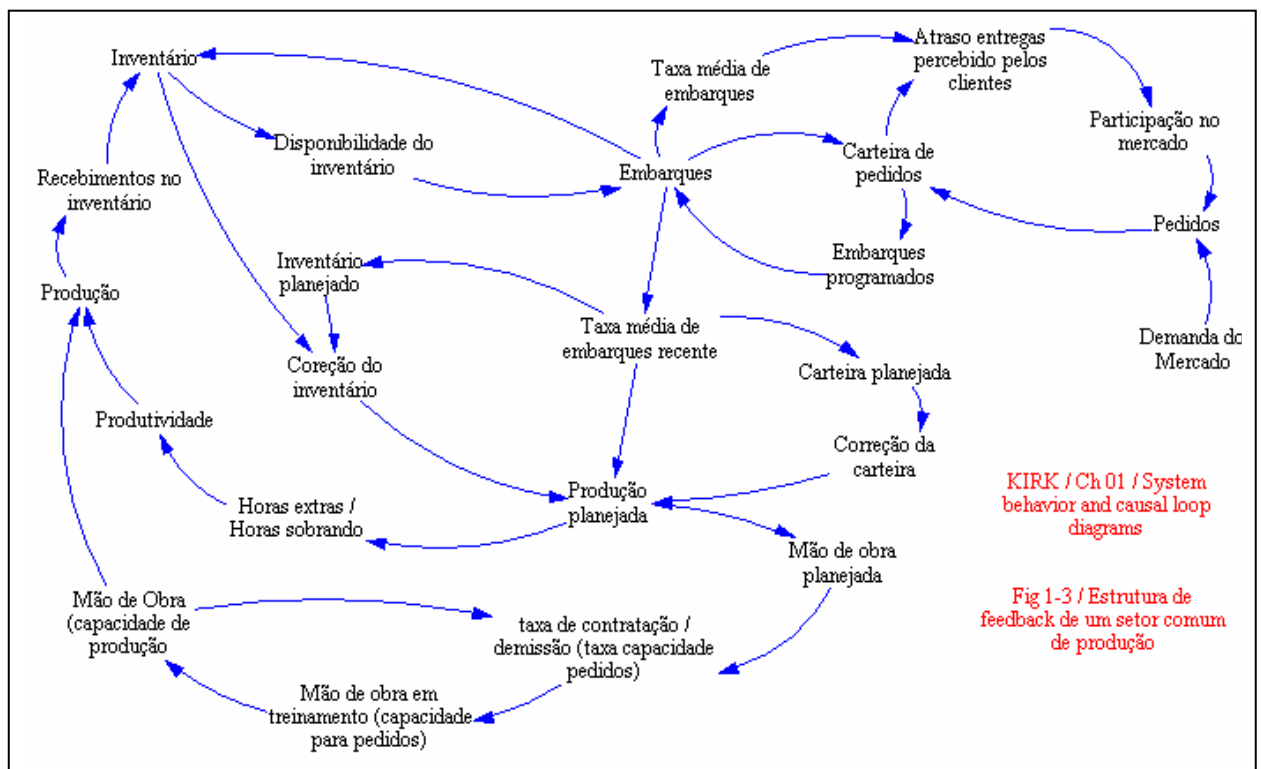 Inventário
Taxa média de
embarques
Atraso entregas
percebido pelos
clientes
Participação no
mercado
Disponibilidade do
inventário
Embarques
Carteira de
pedidos
Recebimentos no
inventário
Pedidos
Inventário
planejado
Embarques
programados
Produção
Taxa média de
embarques recente
Demanda do
Mercado
Coreção do
inventário
Carteira planejada
Produtividade
Correção da
carteira
Produção
planejada
Horas extras /
Horas sobrando
KIRK / Ch 01 / System
behavior and causal loop
diagrams
Mão de obra
planejada
Mão de Obra
(capacidade de
produção
taxa de contratação /
demissão (taxa capacidade
pedidos)
Fig 1-3 / Estrutura de
feedback de um setor comum
de produção
Mão de obra em
treinamento (capacidade
para pedidos)